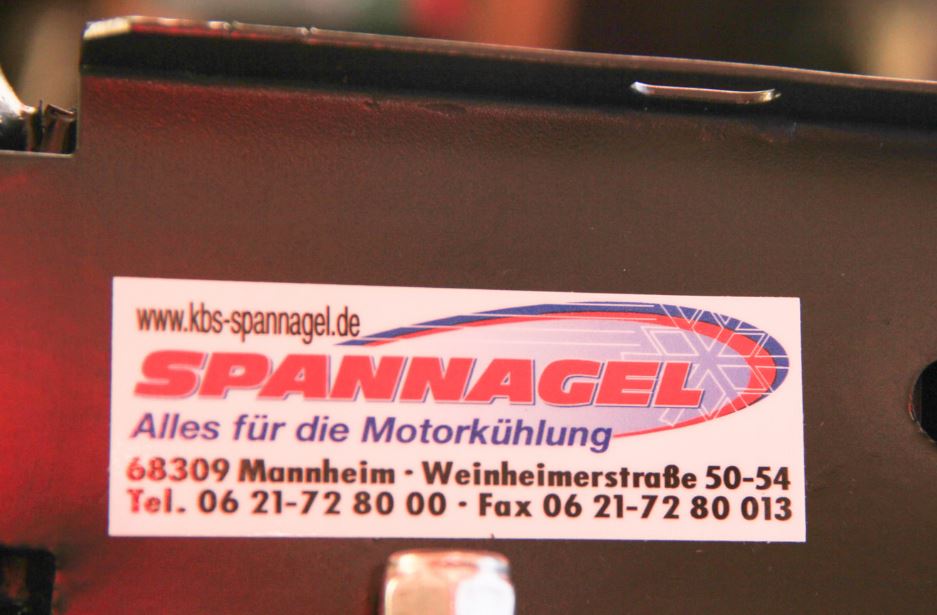 www.kbs-spannagel.de
SPANNAGEL
Alles für die Motorkühlung
68309 Mannheim · Weinheimerstraße 50-54
Tel. 06 21-72 80 00 · Fax 06 21-72 80 013